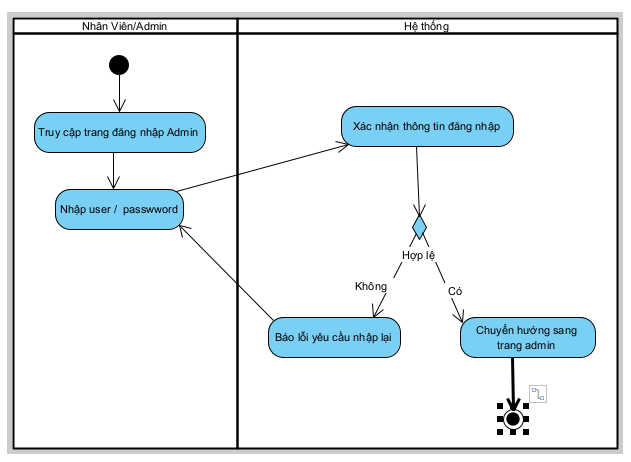 Nhân Viên/Admin
Hệ thống
Truy cập trang đăng nhập Admin
Xác nhận thông tin đăng nhập
Nhập user / passwword
Hợp lệ
Không
Có
Báo lỗi yêu cầu nhập lại
Chuyển hướng sang
trang admin